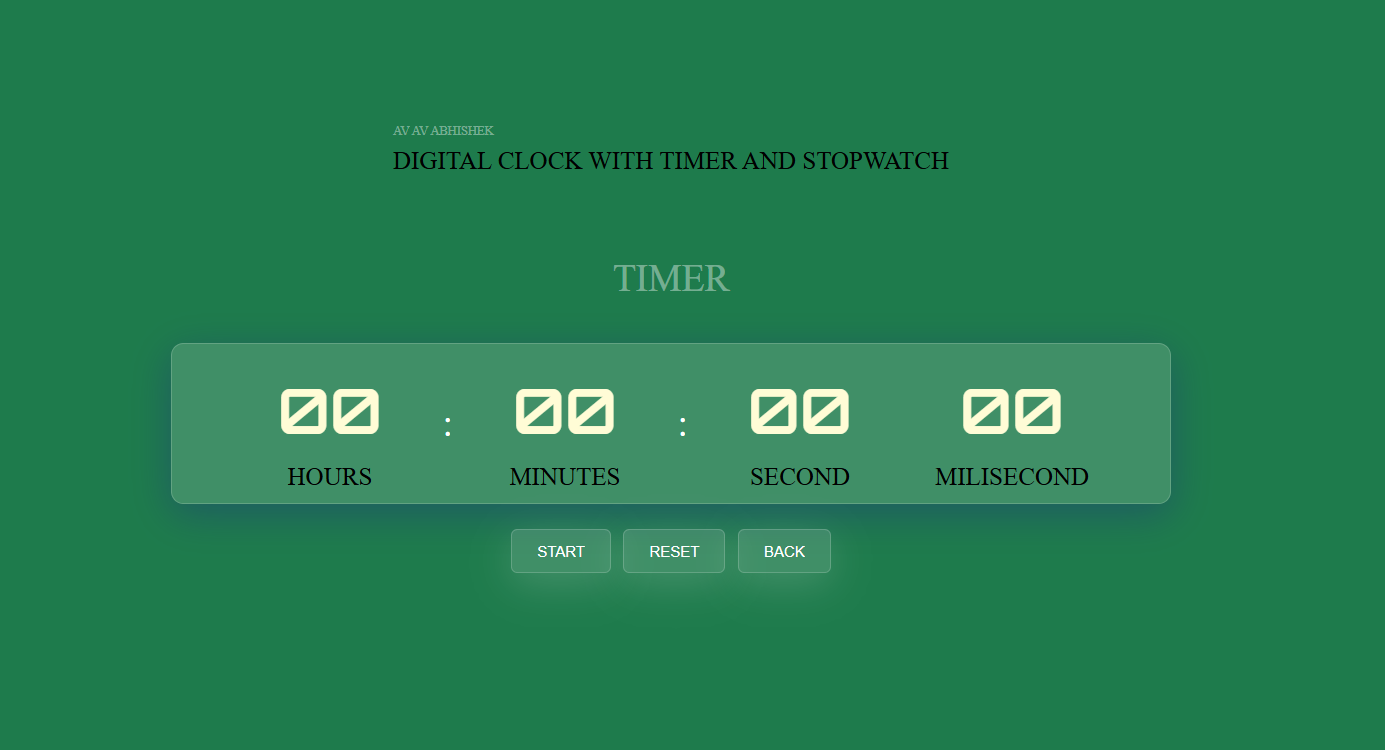 AV AV ABHISHEK
DIGITAL CLOCK WITH TIMER AND STOPWATCH
TIMER
00 : 00 : 00 00
HOURS MINUTES SECOND MILISECOND
START RESET BACK